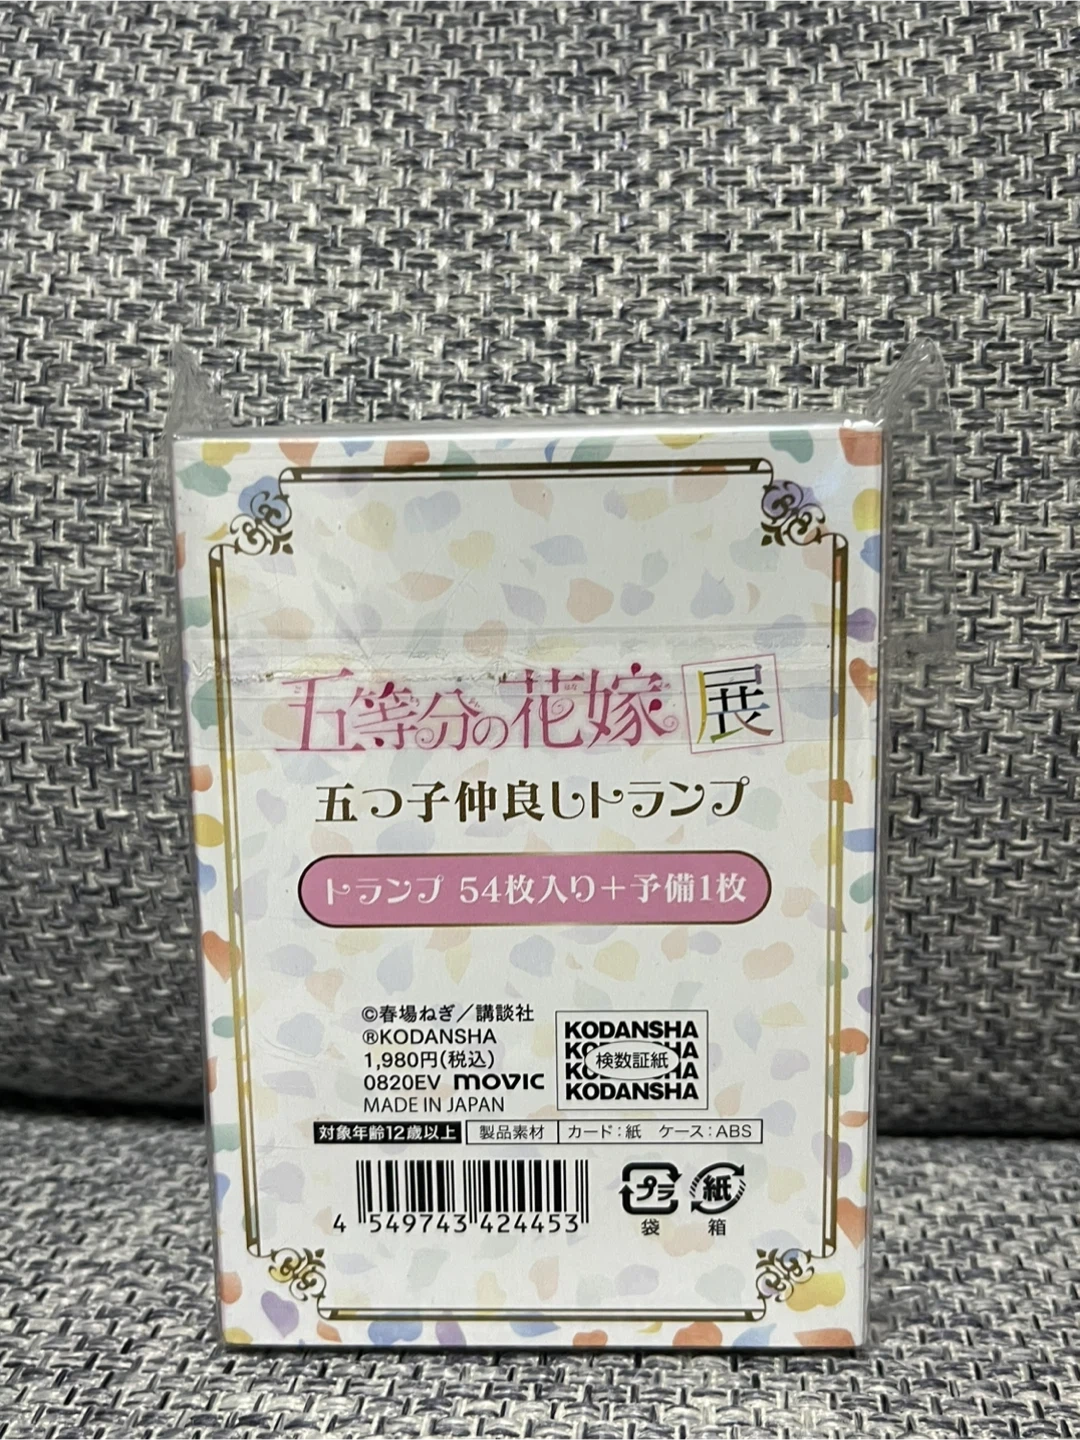 五等分の花嫁 展
五つ子仲良しトランプ
トランプ 54枚入り＋予備1枚
©春場ねぎ／講談社
®KODANSHA
1,980円(税込)
0820EV movic
MADE IN JAPAN
KODANSHA
検数証紙
KODANSHA
対象年齢12歳以上 製品素材 カード：紙 ケース：ABS
4 549743 424453
プラ 紙
袋 箱